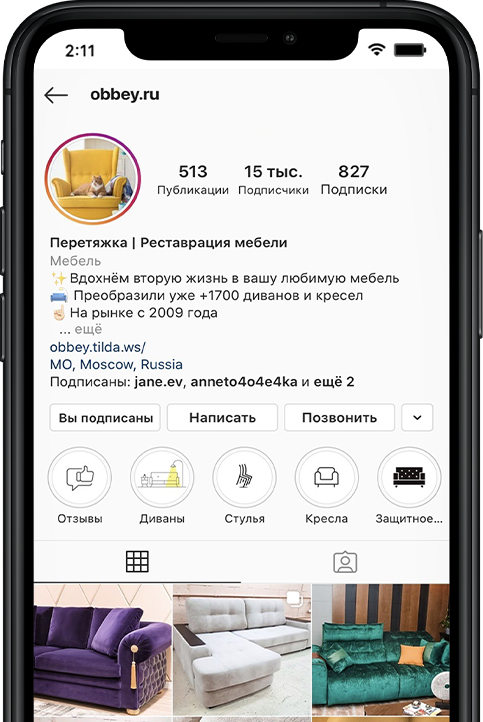 2:11
obbey.ru
513 15 тыс. 827
Публикации Подписчики Подписки
Перетяжка | Реставрация мебели
Мебель
✨Вдохнём вторую жизнь в вашу любимую мебель
🛋 Преобразили уже +1700 диванов и кресел
☝🏻На рынке с 2009 года
... ещё
obbey.tilda.ws/
МО, Moscow, Russia
Подписаны: jane.ev, anneto4o4e4ka и ещё 2
Вы подписаны Написать Позвонить
Отзывы Диваны Стулья Кресла Защитное...